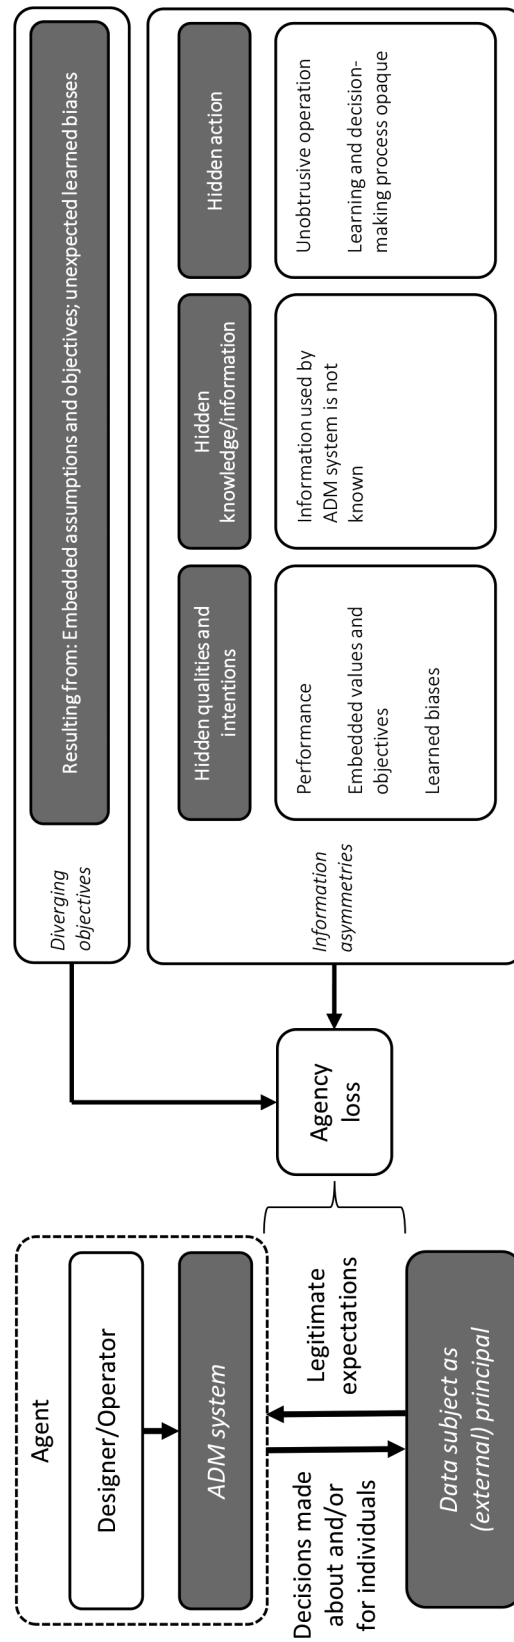 Agent
Designer/Operator
ADM system
Decisions made
about and/or
for individuals
Legitimate
expectations
Data subject as
(external) principal
Agency
loss
Diverging
objectives
Resulting from: Embedded assumptions and objectives; unexpected learned biases
Information
asymmetries
Hidden qualities and
intentions
Performance
Embedded values and
objectives
Learned biases
Hidden
knowledge/information
Information used by
ADM system is not
known
Hidden action
Unobtrusive operation
Learning and decision-
making process opaque